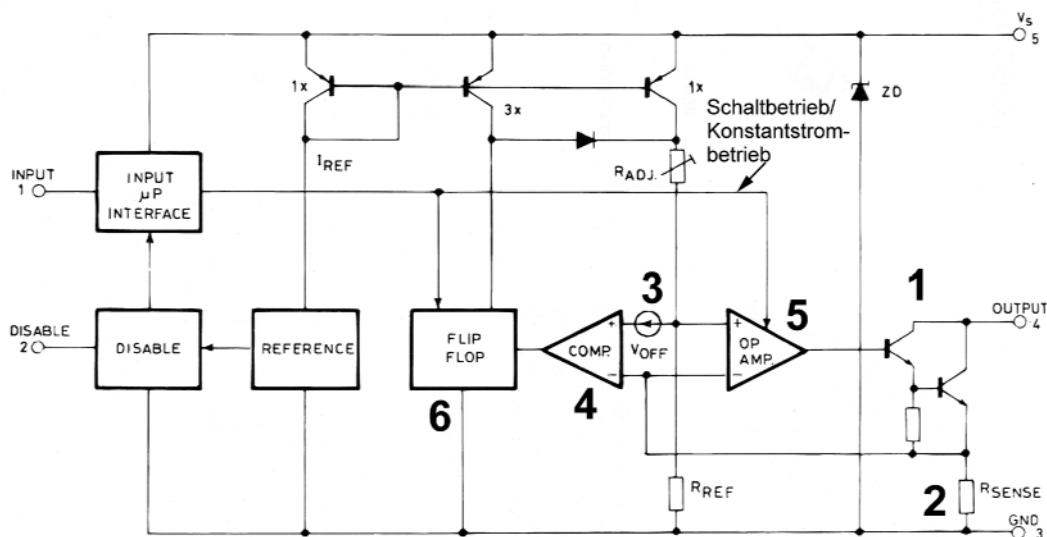 Vs
5
1x
3x
1x
ZD
Schaltbetrieb/
Konstantstrom-
betrieb
IREF
RADJ.
INPUT
1
INPUT
µP
INTERFACE
3
1
5
OUTPUT
4
DISABLE
2
DISABLE
REFERENCE
FLIP
FLOP
+
COMP.
−
VOFF
+
OP
AMP.
−
4
6
RREF
2
RSENSE
GND
3